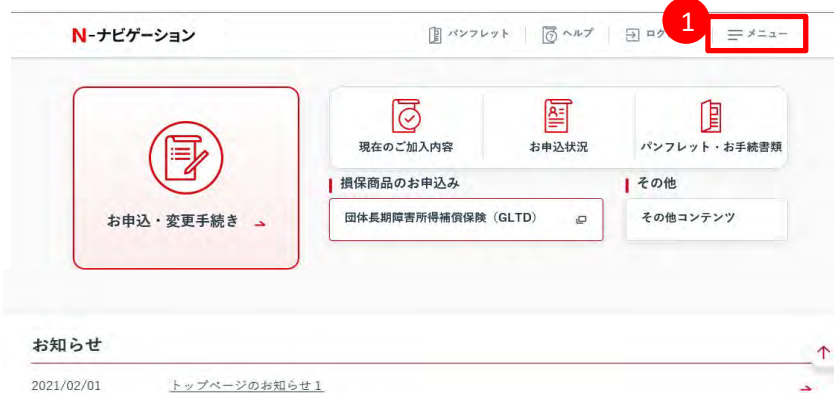 N-ナビゲーション
パンフレット
ヘルプ
ログ
1
メニュー
お申込・変更手続き
現在のご加入内容
お申込状況
パンフレット・お手続書類
損保商品のお申込み
その他
団体長期障害所得補償保険（GLTD）
その他コンテンツ
お知らせ
2021/02/01 トップページのお知らせ１